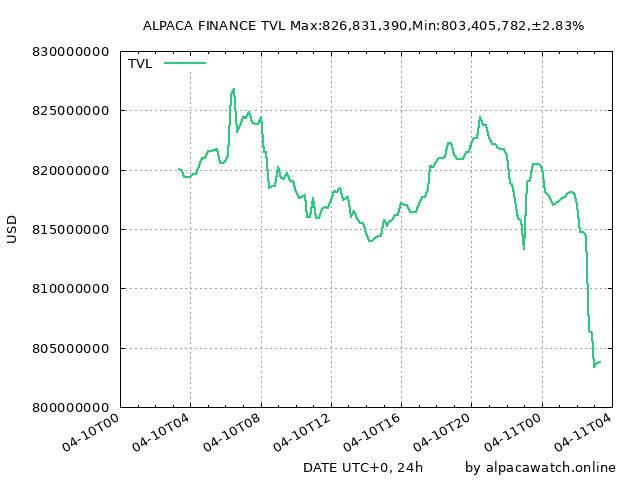 ALPACA FINANCE TVL Max:826,831,390,Min:803,405,782,±2.83%
830000000
TVL
825000000
820000000
815000000
USD
810000000
805000000
800000000
04-10T00
04-10T04
04-10T08
04-10T12
04-10T16
04-10T20
04-11T00
04-11T04
DATE UTC+0, 24h
by alpacawatch.online